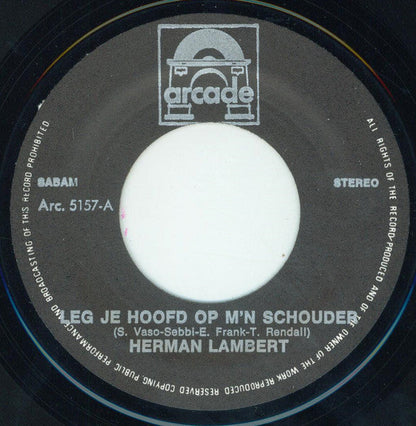 arcade
SABAM
STEREO
Arc. 5157-A
LEG JE HOOFD OP M'N SCHOUDER
(S. Vaso-Sebbi-E. Frank-T. Rendall)
HERMAN LAMBERT
ALL RIGHTS OF THE RECORD-PRODUCED AND OF THE OWNER OF THE WORK REPRODUCED RESERVED COPYING PUBLIC PERFORMANCE AND BROADCASTING OF THIS RECORD PROHIBITED